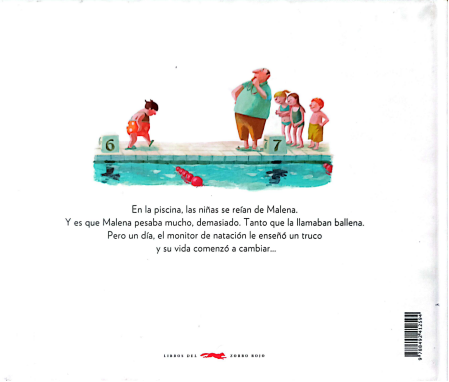 6
7
En la piscina, las niñas se reían de Malena.
Y es que Malena pesaba mucho, demasiado. Tanto que la llamaban ballena.
Pero un día, el monitor de natación le enseñó un truco
y su vida comenzó a cambiar...
LIBROS DEL ZORRO ROJO